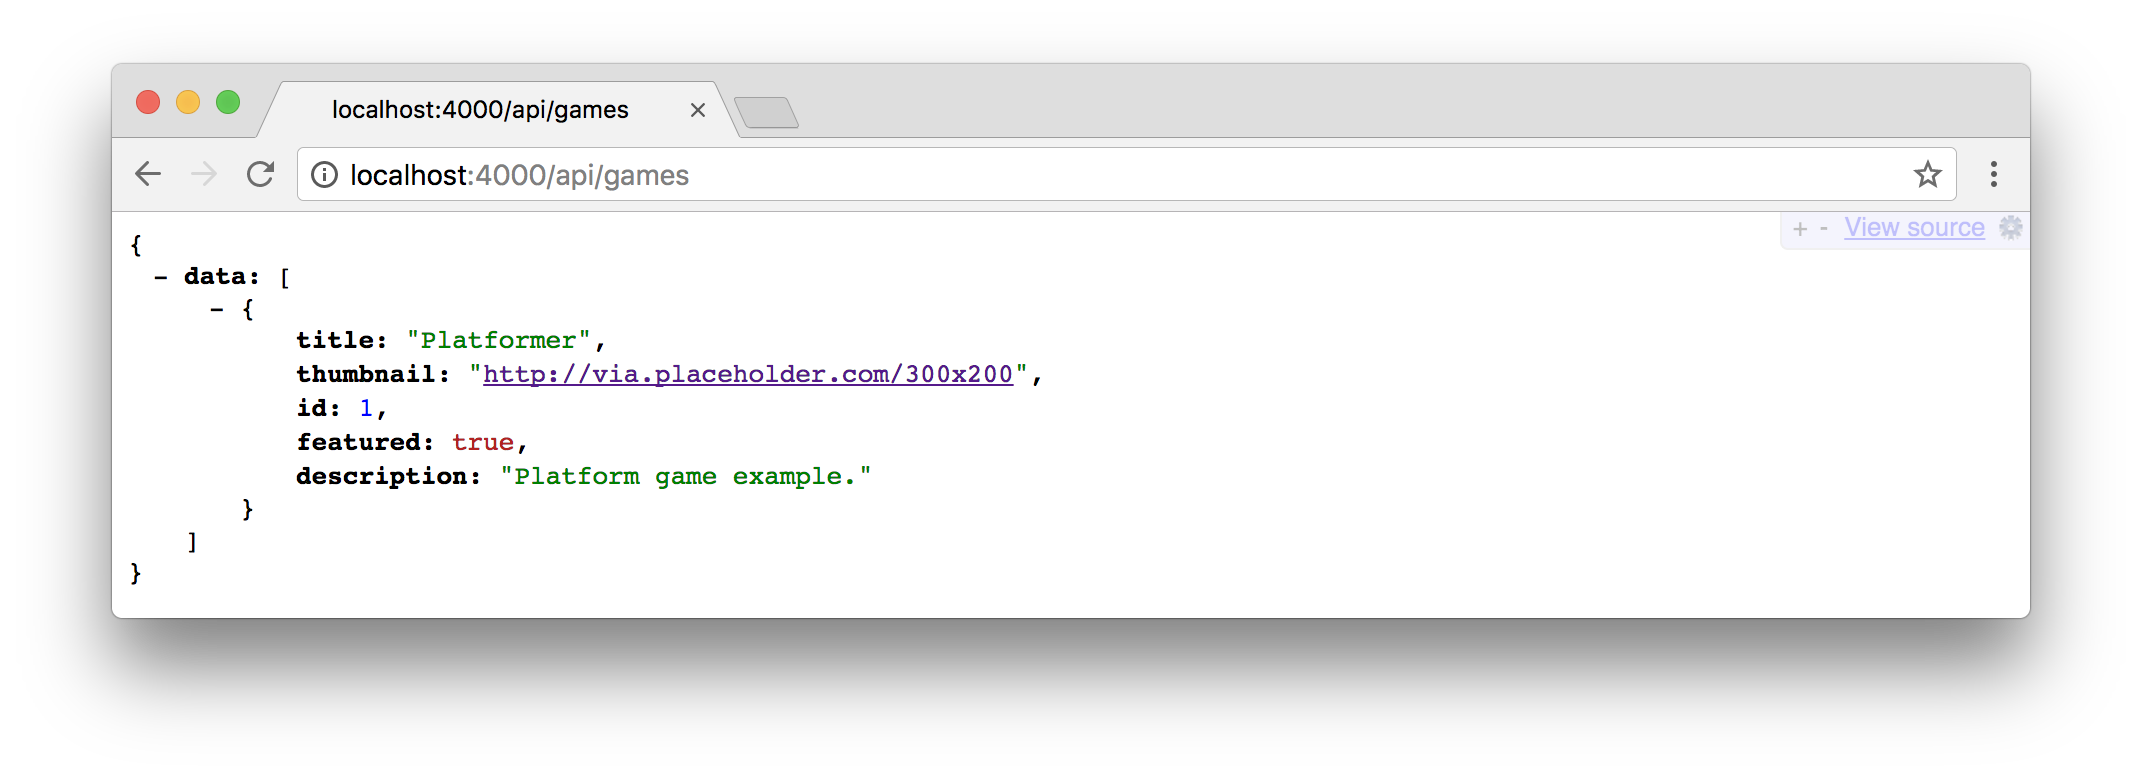 localhost:4000/api/games
localhost:4000/api/games
+ - View source
{
- data: [
- {
title: "Platformer",
thumbnail: "http://via.placeholder.com/300x200",
id: 1,
featured: true,
description: "Platform game example."
}
]
}